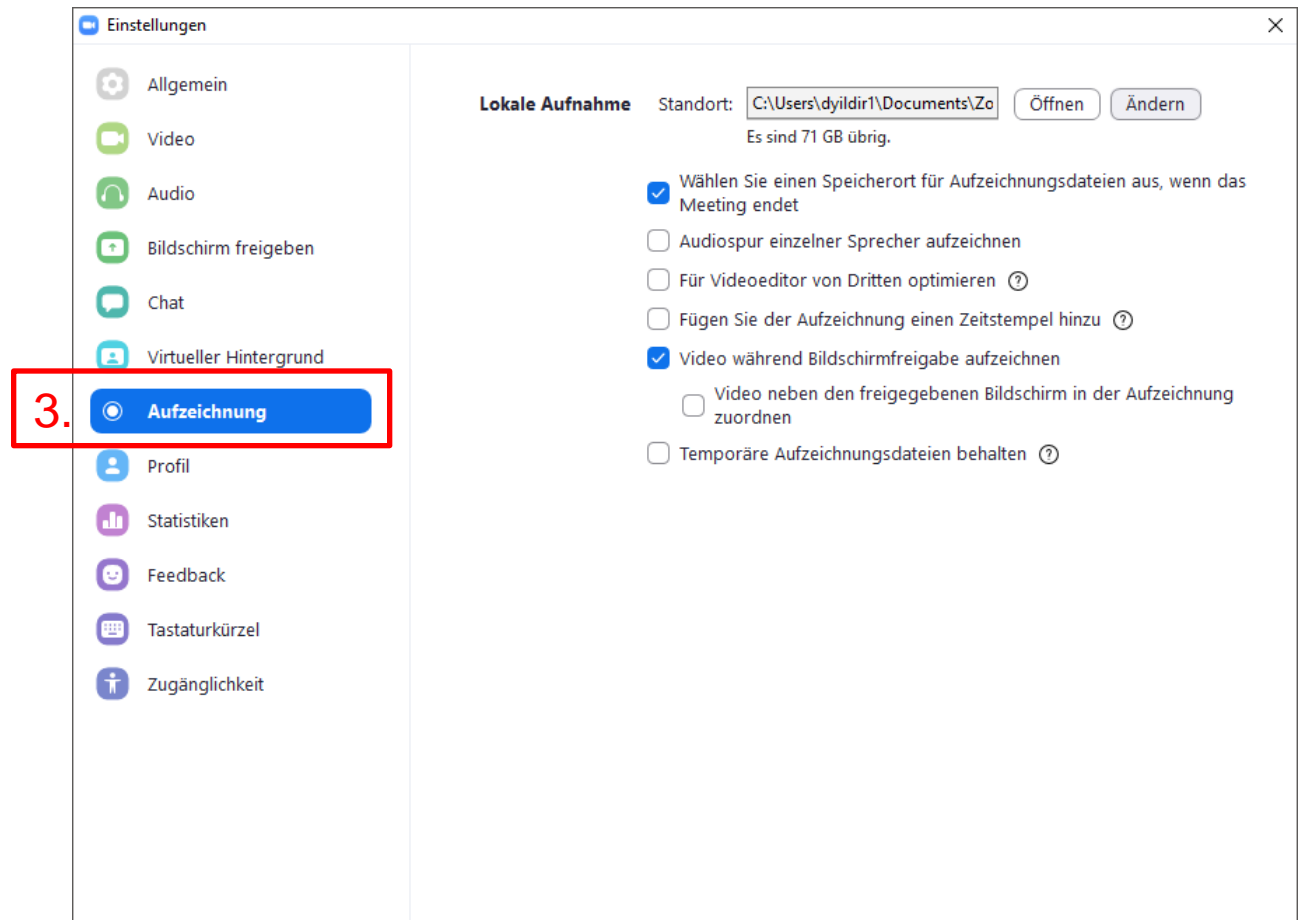 Einstellungen
Allgemein
Video
Audio
Bildschirm freigeben
Chat
Virtueller Hintergrund
3.
Aufzeichnung
Profil
Statistiken
Feedback
Tastaturkürzel
Zugänglichkeit
Lokale Aufnahme Standort: C:\Users\dyildir1\Documents\Zo Öffnen Ändern
Es sind 71 GB übrig.
Wählen Sie einen Speicherort für Aufzeichnungsdateien aus, wenn das
Meeting endet
Audiospur einzelner Sprecher aufzeichnen
Für Videoeditor von Dritten optimieren ?
Fügen Sie der Aufzeichnung einen Zeitstempel hinzu ?
Video während Bildschirmfreigabe aufzeichnen
Video neben den freigegebenen Bildschirm in der Aufzeichnung
zuordnen
Temporäre Aufzeichnungsdateien behalten ?